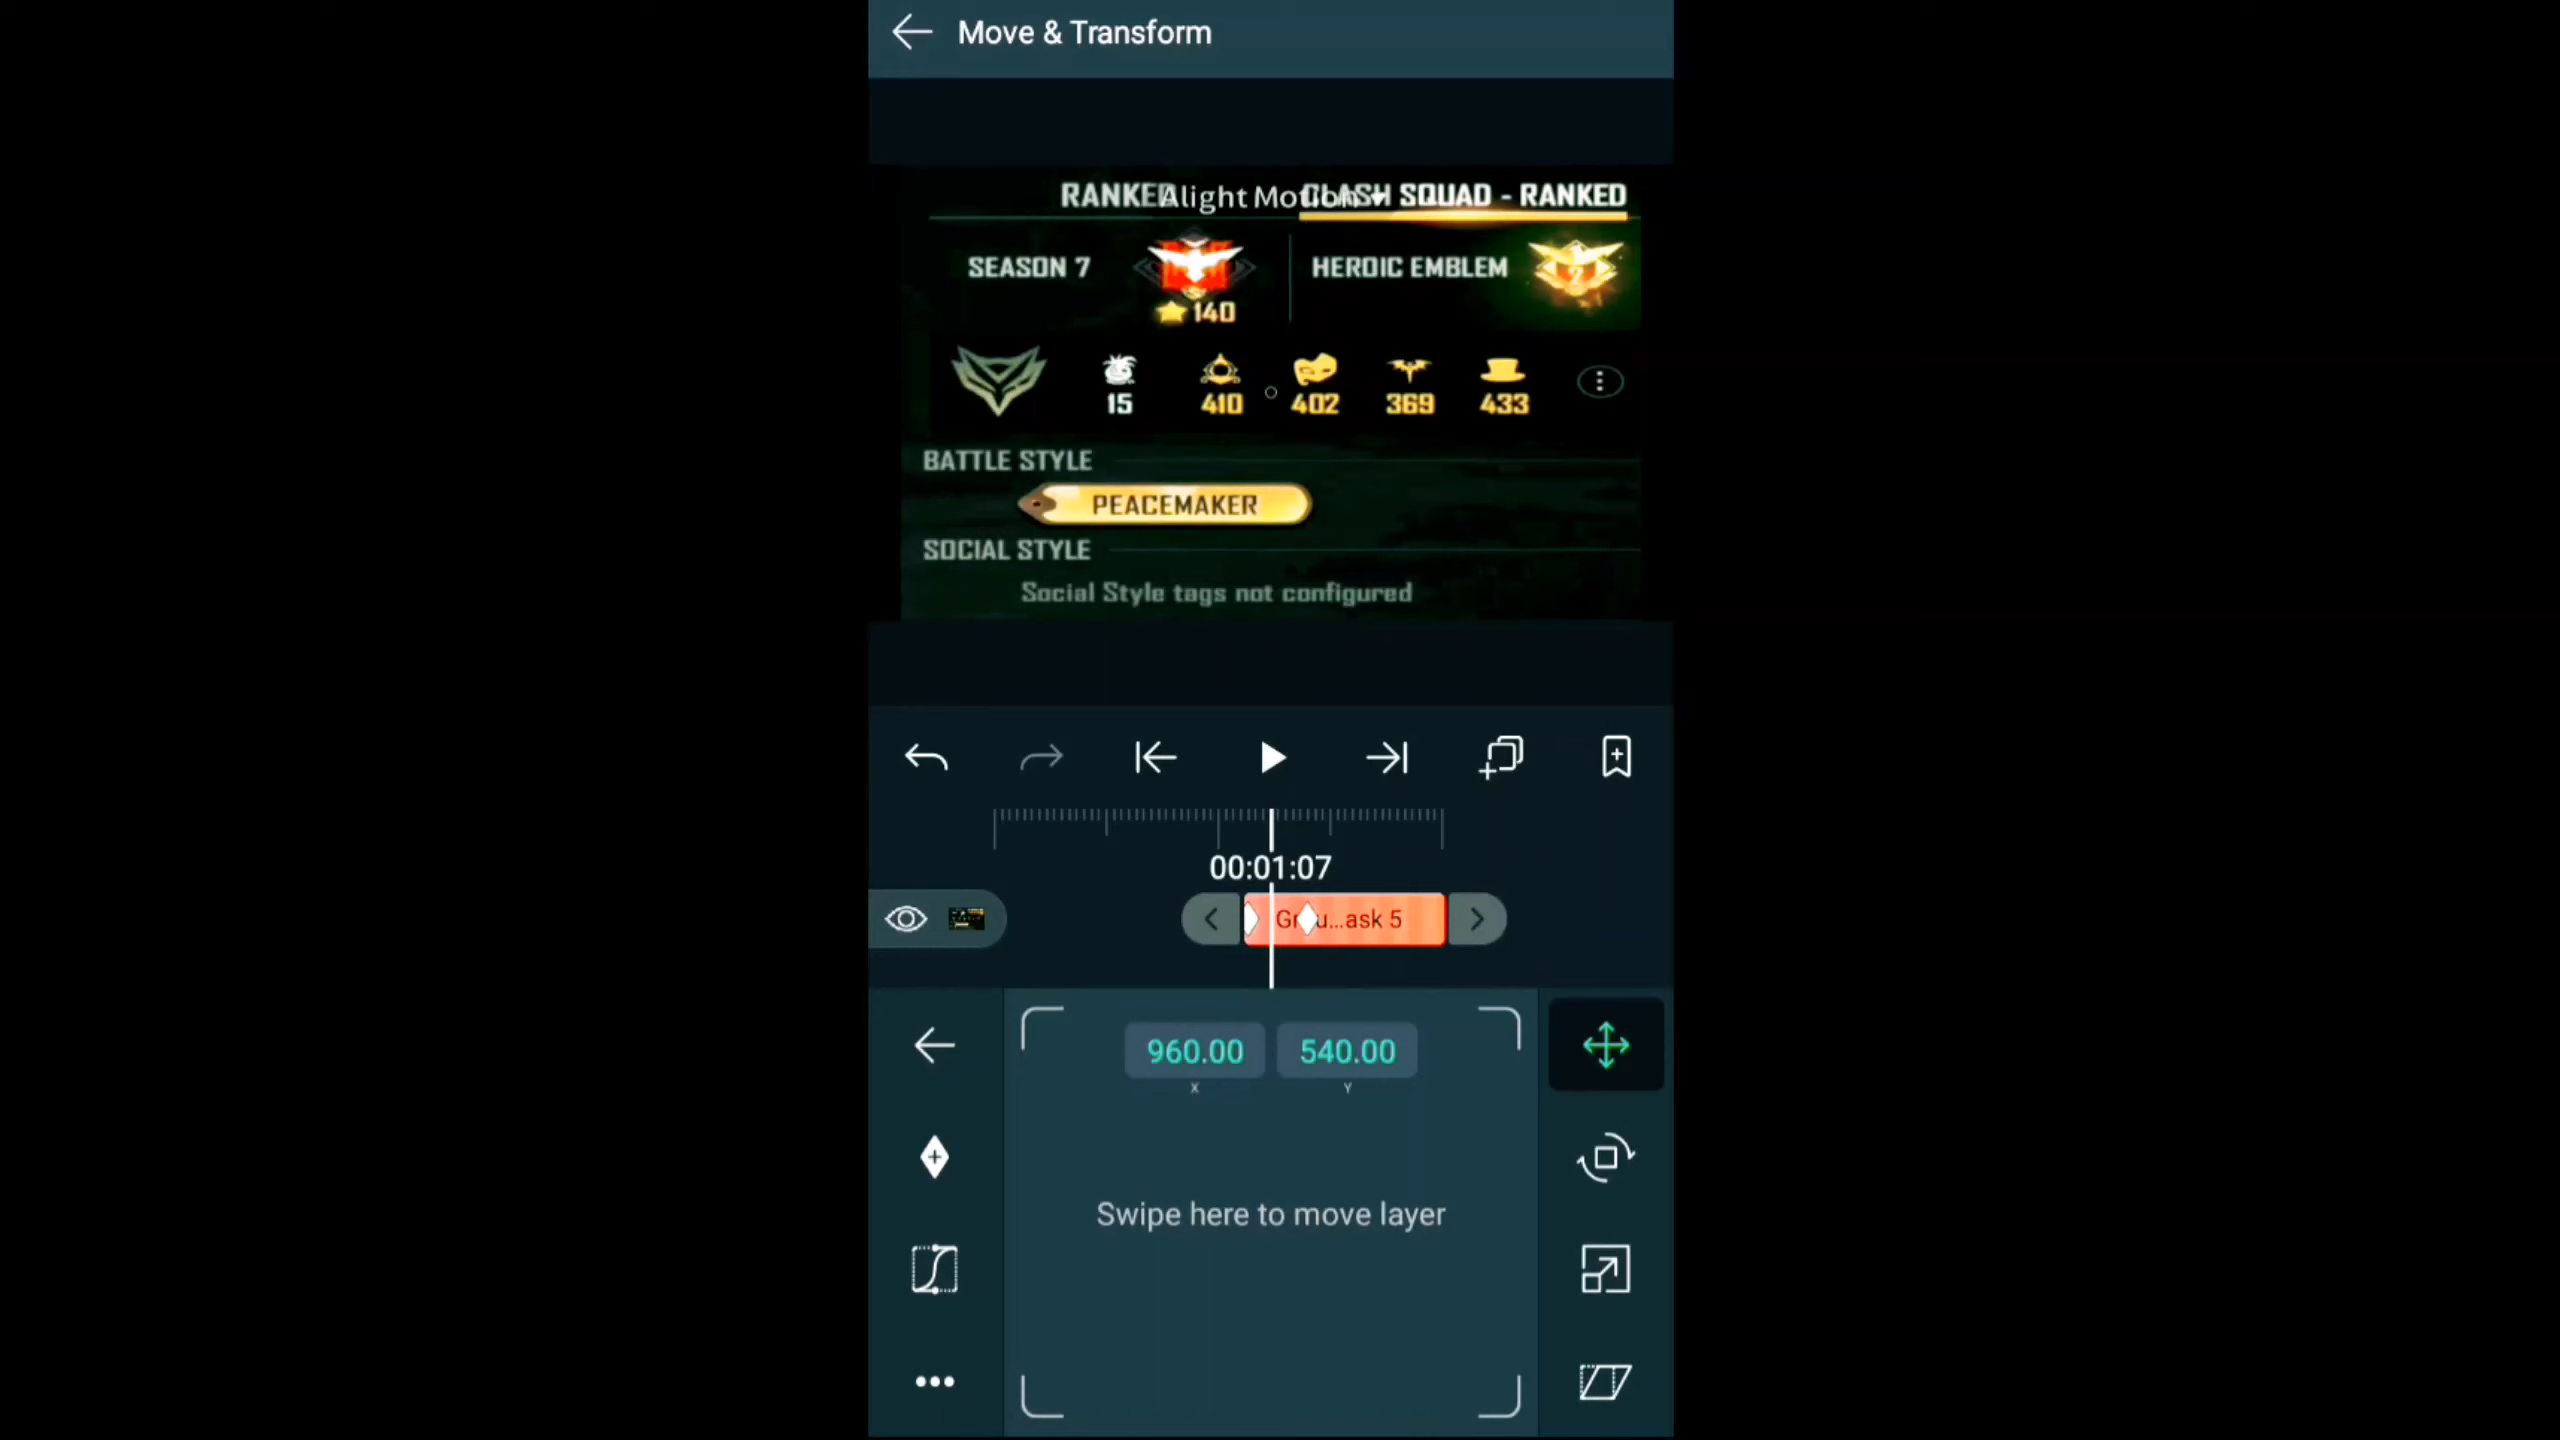 Move & Transform
RANKED Alight Motion CLASH SQUAD - RANKED
SEASON 7
HEROIC EMBLEM
2
140
15 410 402 369 433
BATTLE STYLE
PEACEMAKER
SOCIAL STYLE
Social Style tags not configured
00:01:07
Grou...ask 5
960.00 540.00
X Y
Swipe here to move layer